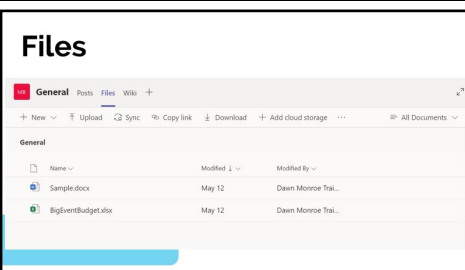 Files
MB General Posts Files Wiki +
+ New Upload Sync Copy link Download + Add cloud storage ... All Documents
General
Name Modified ↓ Modified By
Sample.docx May 12 Dawn Monroe Trai...
BigEventBudget.xlsx May 12 Dawn Monroe Trai...